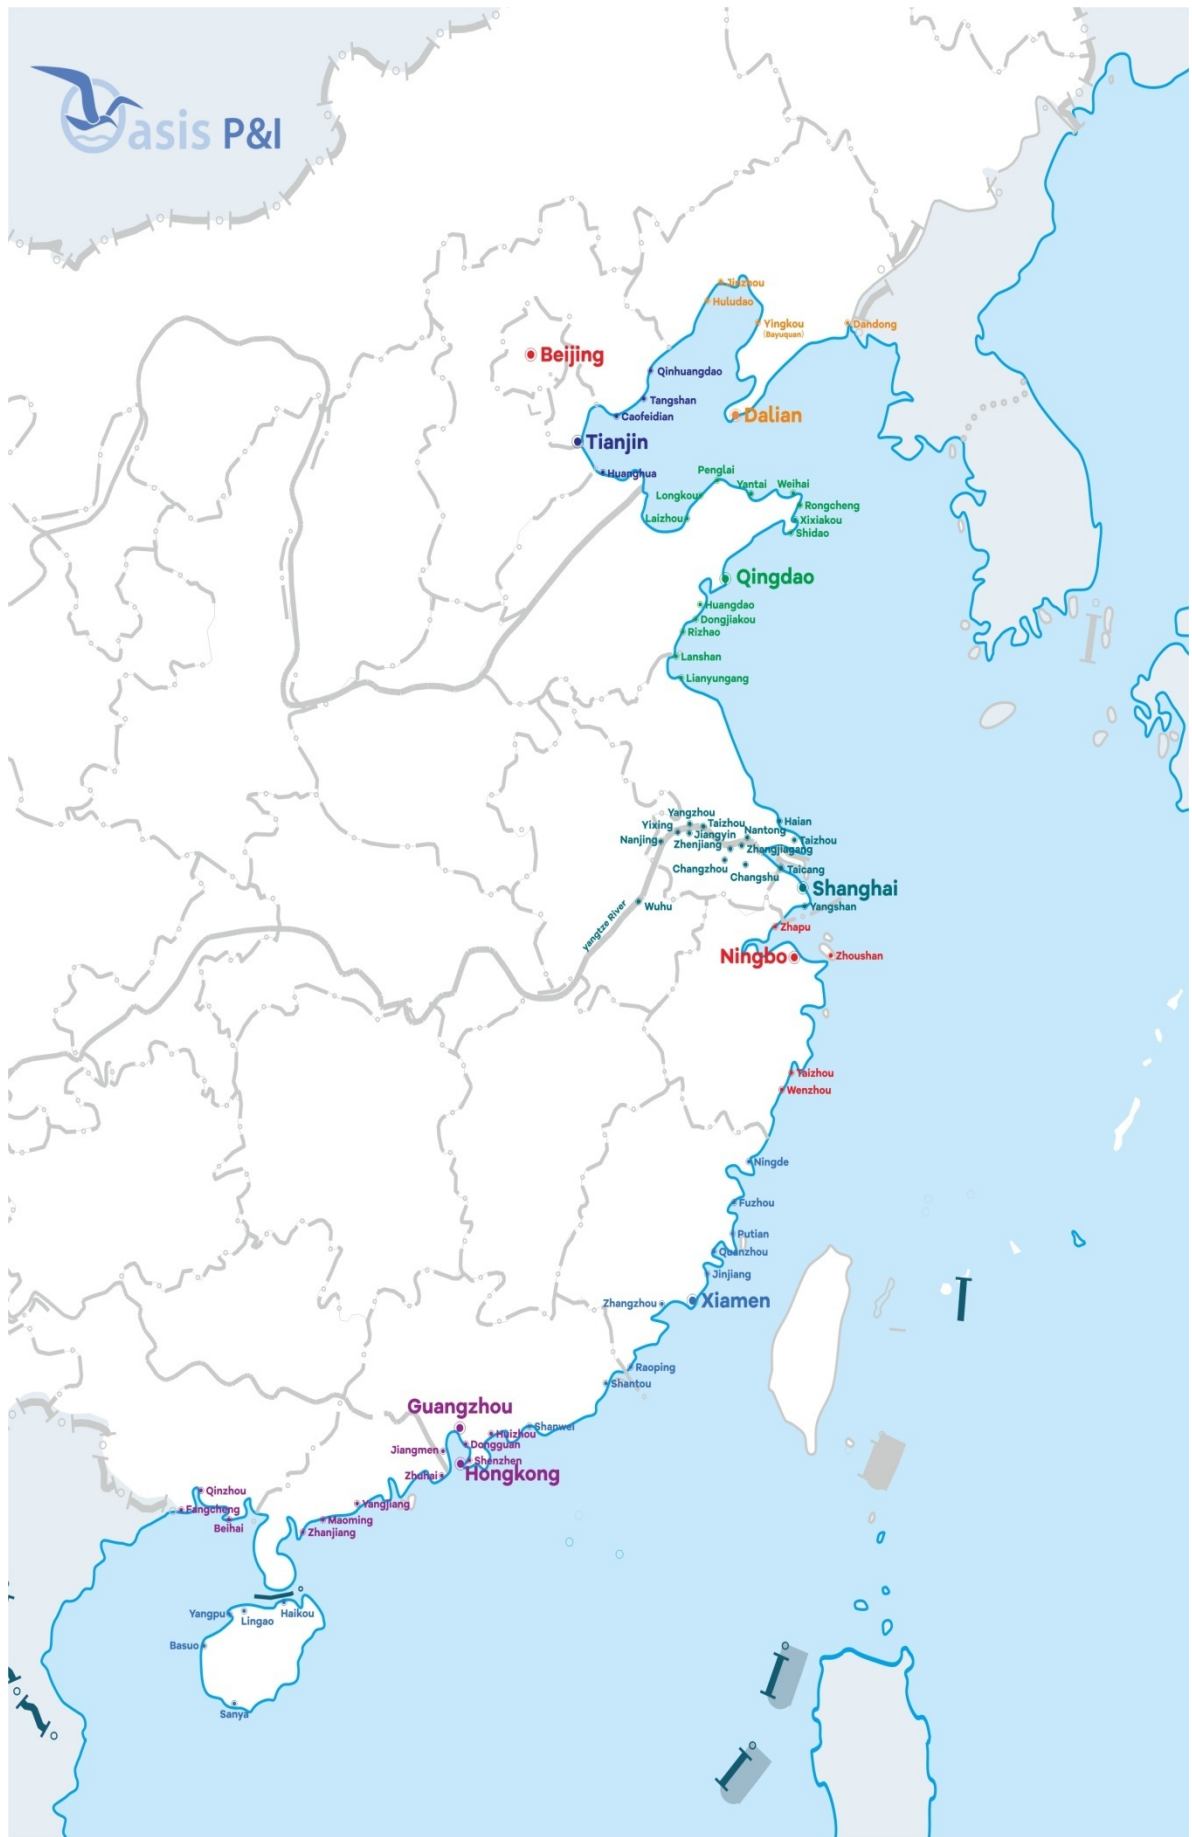 Oasis P&I
Jinzhou
Huludao
Yingkou
(Bayuquan)
Dandong
Beijing
Qinhuangdao
Tangshan
Caofeidian
Dalian
Tianjin
Huanghua
Penglai
Yantai
Weihai
Longkou
Rongcheng
Laizhou
Xixiakou
Shidao
Qingdao
Huangdao
Dongjiakou
Rizhao
Lanshan
Lianyungang
Yangzhou
Yixing
Taizhou
Haian
Nanjing
Jiangyin
Nantong
Taizhou
Zhenjiang
Zhangjiagang
Changzhou
Changshu
Taicang
Shanghai
Wuhu
Yangshan
yangtze River
Zhapu
Ningbo
Zhoushan
Taizhou
Wenzhou
Ningde
Fuzhou
Putian
Quanzhou
Jinjiang
Zhangzhou
Xiamen
Raoping
Shantou
Guangzhou
Shanwei
Huizhou
Jiangmen
Dongguan
Shenzhen
Zhuhai
Hongkong
Qinzhou
Yangjiang
Fangcheng
Maoming
Beihai
Zhanjiang
Yangpu
Lingao
Haikou
Basuo
Sanya